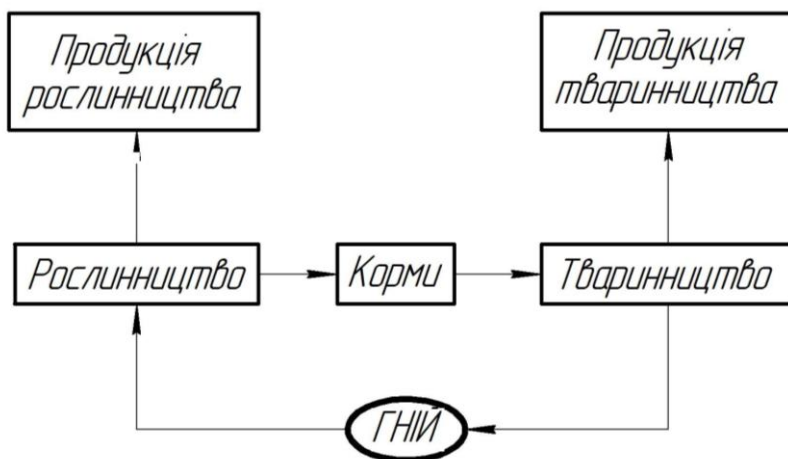 Продукція
рослинництва
Продукція
тваринництва
Рослинництво
Корми
Тваринництво
ГНІЙ